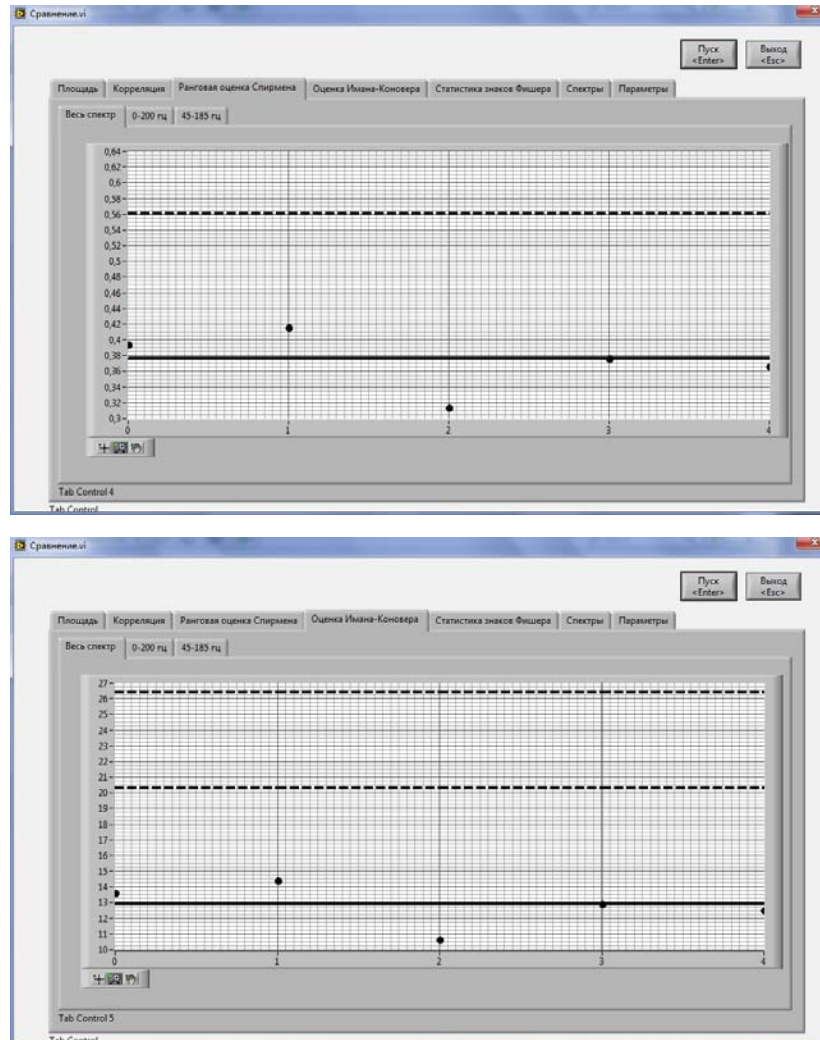 Сравнение.vi
Пуск
<Enter>
Выход
<Esc>
Площадь Корреляция Ранговая оценка Спирмена Оценка Имана-Коновера Статистика знаков Фишера Спектры Параметры
Весь спектр 0-200 гц 45-185 гц
0,64
0,62
0,6
0,58
0,56
0,54
0,52
0,5
0,48
0,46
0,44
0,42
0,4
0,38
0,36
0,34
0,32
0,3
0 1 2 3 4
Tab Control 4
Tab Control
Сравнение.vi
Пуск
<Enter>
Выход
<Esc>
Площадь Корреляция Ранговая оценка Спирмена Оценка Имана-Коновера Статистика знаков Фишера Спектры Параметры
Весь спектр 0-200 гц 45-185 гц
27
26
25
24
23
22
21
20
19
18
17
16
15
14
13
12
11
10
0 1 2 3 4
Tab Control 5
Tab Control